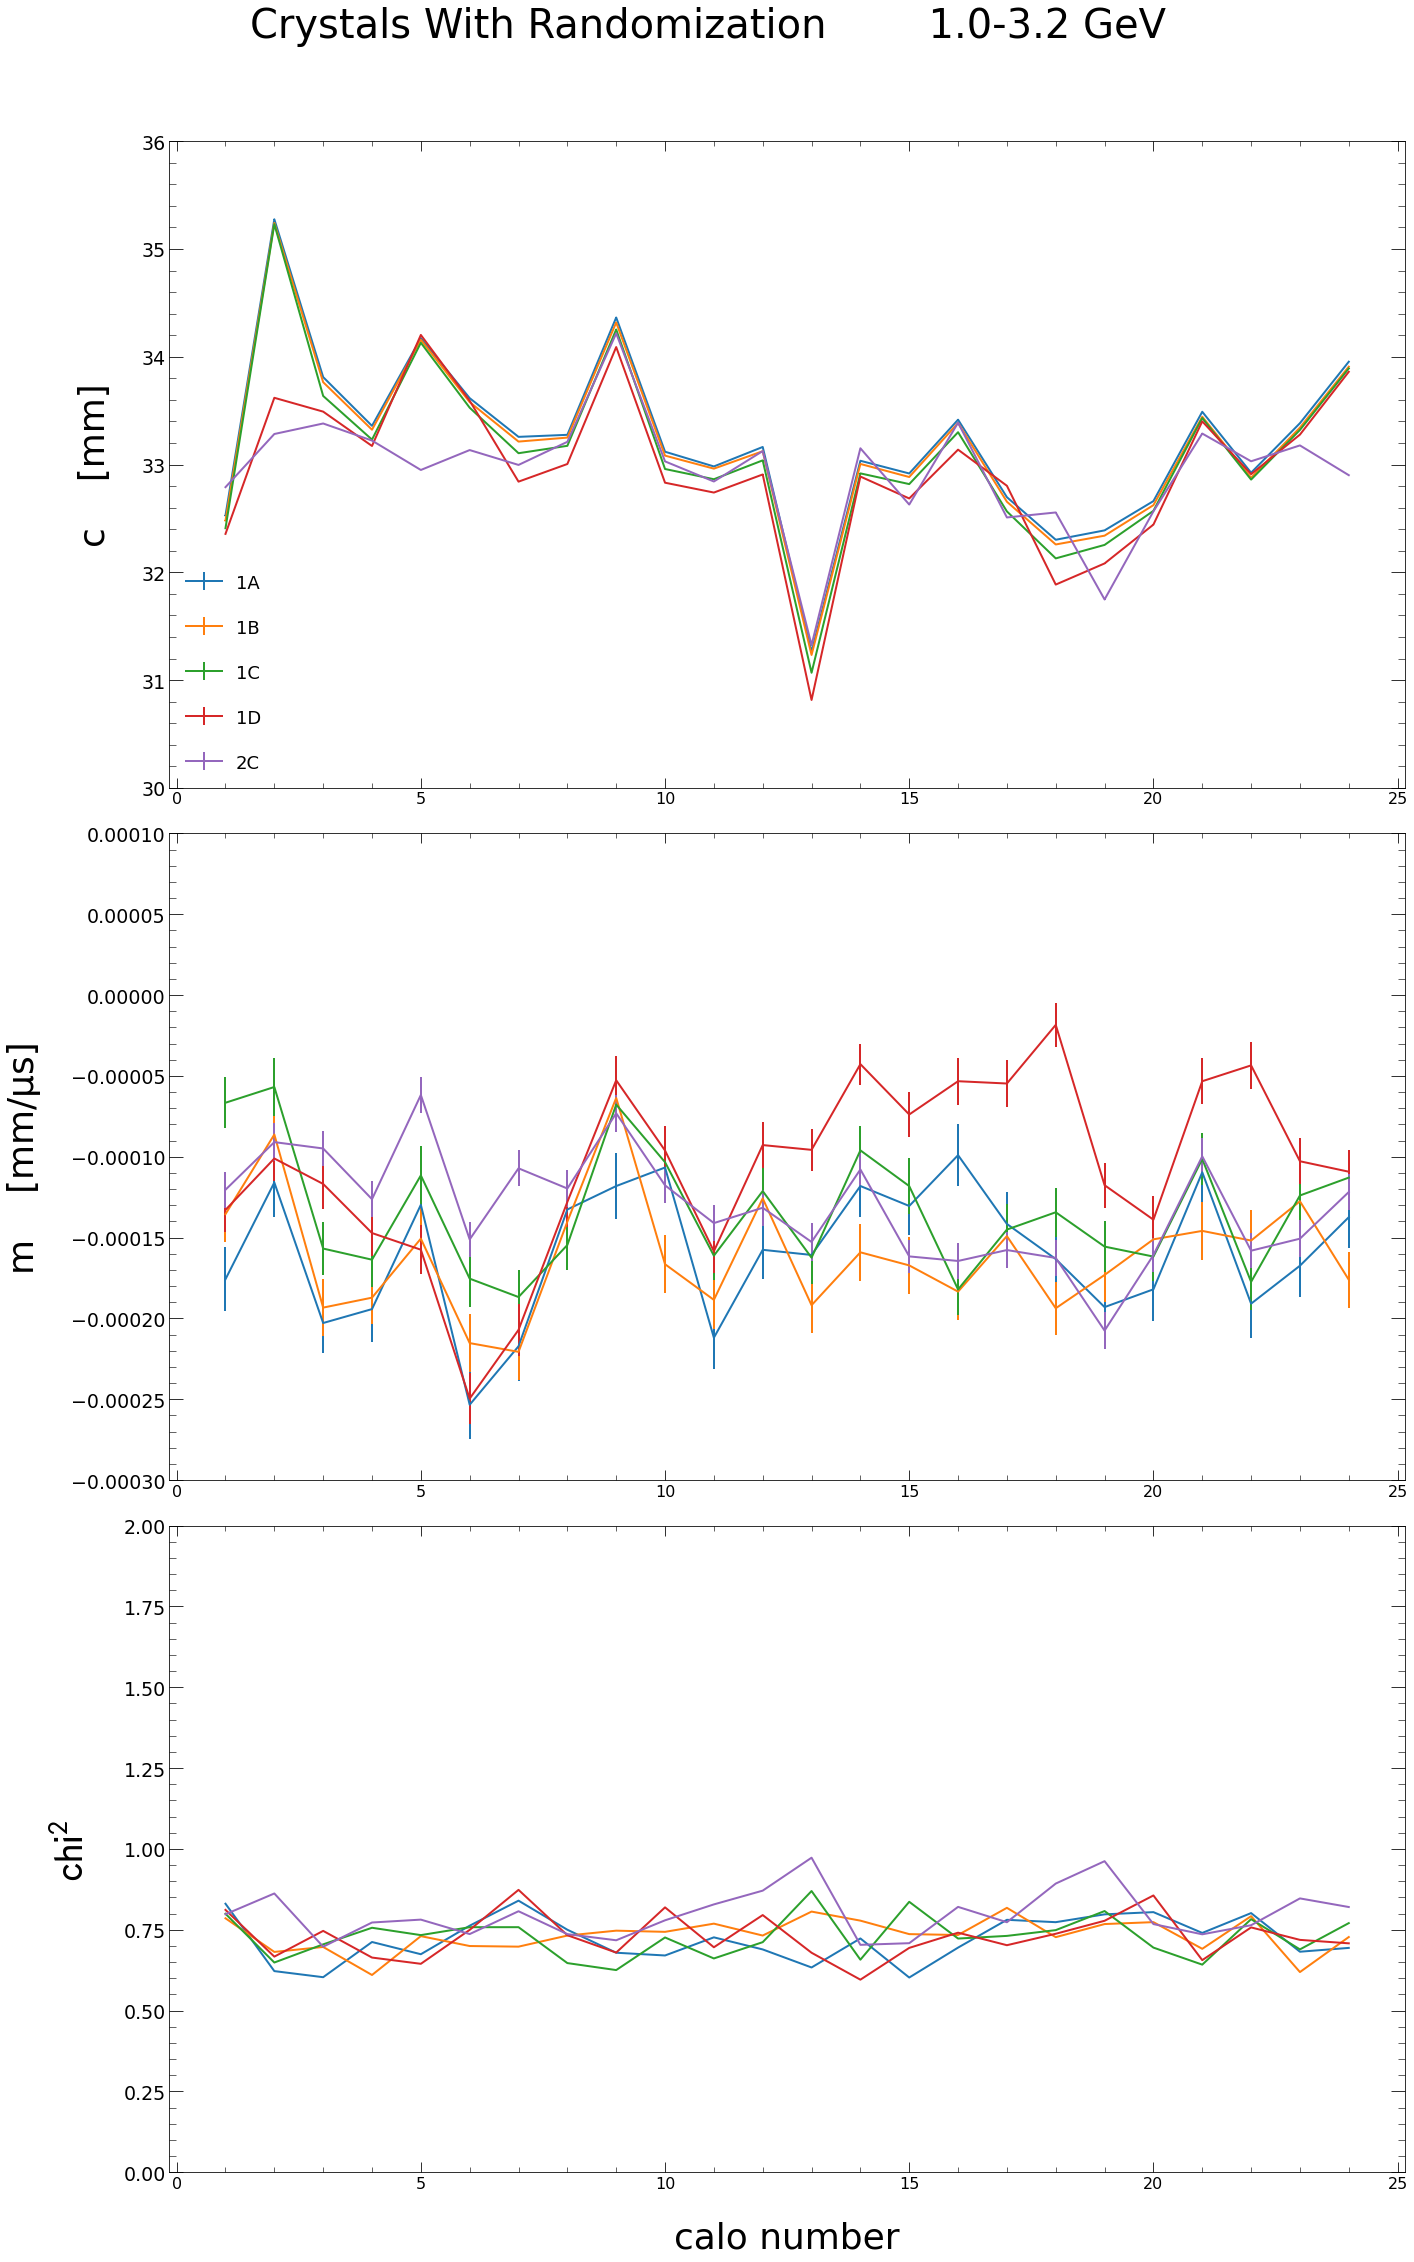 Crystals With Randomization 1.0-3.2 GeV
36
35
34
33
32
31
30
c [mm]
1A
1B
1C
1D
2C
0 5 10 15 20 25
0.00010
0.00005
0.00000
−0.00005
−0.00010
−0.00015
−0.00020
−0.00025
−0.00030
m [mm/µs]
0 5 10 15 20 25
2.00
1.75
1.50
1.25
1.00
0.75
0.50
0.25
0.00
chi²
0 5 10 15 20 25
calo number